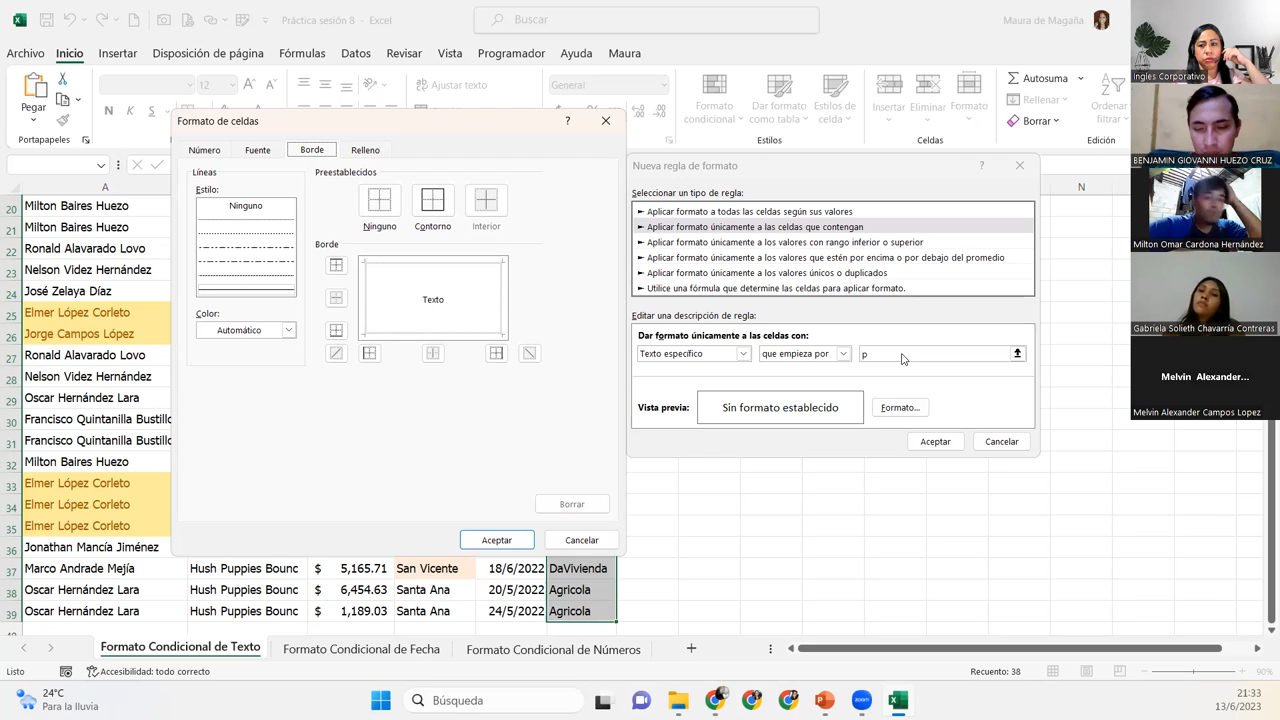 Práctica sesión 8 - Excel
Buscar
Maura de Magaña
Archivo Inicio Insertar Disposición de página Fórmulas Datos Revisar Vista Programador Ayuda Maura
Pegar
Portapapeles
12
N K S
Ajustar texto
General
Formato condicional
Dar formato como tabla
Estilos de celda
Estilos
Insertar Eliminar Formato
Celdas
Autosuma
Rellenar
Borrar
Ordenar
filtrar
Edición
Formato de celdas
Número Fuente Borde Relleno
Líneas
Estilo:
Ninguno
Color:
Automático
Preestablecidos
Ninguno Contorno Interior
Borde
Texto
Borrar
Aceptar Cancelar
Nueva regla de formato
Seleccionar un tipo de regla:
► Aplicar formato a todas las celdas según sus valores
► Aplicar formato únicamente a las celdas que contengan
► Aplicar formato únicamente a los valores con rango inferior o superior
► Aplicar formato únicamente a los valores que estén por encima o por debajo del promedio
► Aplicar formato únicamente a los valores únicos o duplicados
► Utilice una fórmula que determine las celdas para aplicar formato.
Editar una descripción de regla:
Dar formato únicamente a las celdas con:
Texto específico que empieza por p
Vista previa: Sin formato establecido Formato...
Aceptar Cancelar
A N
20 Milton Baires Huezo
21 Milton Baires Huezo
22 Ronald Alavarado Lovo
23 Nelson Videz Hernández
24 José Zelaya Díaz
25 Elmer López Corleto
26 Jorge Campos López
27 Ronald Alavarado Lovo
28 Nelson Videz Hernández
29 Oscar Hernández Lara
30 Francisco Quintanilla Bustillo
31 Francisco Quintanilla Bustillo
32 Milton Baires Huezo
33 Elmer López Corleto
34 Elmer López Corleto
35 Elmer López Corleto
36 Jonathan Mancía Jiménez
37 Marco Andrade Mejía Hush Puppies Bounc $ 5,165.71 San Vicente 18/6/2022 DaVivienda
38 Oscar Hernández Lara Hush Puppies Bounc $ 6,454.63 Santa Ana 20/5/2022 Agricola
39 Oscar Hernández Lara Hush Puppies Bounc $ 1,189.03 Santa Ana 24/5/2022 Agricola
Formato Condicional de Texto Formato Condicional de Fecha Formato Condicional de Números
Listo Accesibilidad: todo correcto Recuento: 38 90%
24°C
Para la lluvia
Búsqueda
zoom
21:33
13/6/2023
Ingles Corporativo
BENJAMIN GIOVANNI HUEZO CRUZ
Milton Omar Cardona Hernández
Gabriela Solieth Chavarría Contreras
Melvin Alexander...
Melvin Alexander Campos Lopez